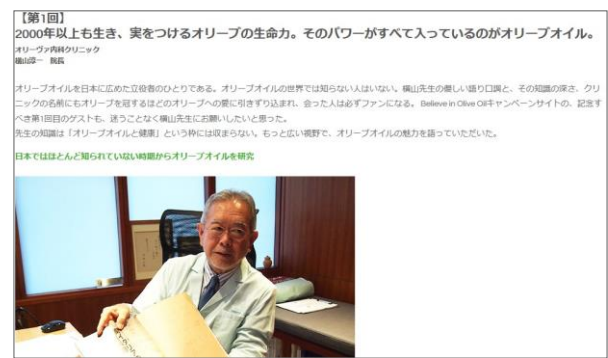 【第1回】
2000年以上も生き、実をつけるオリーブの生命力。そのパワーがすべて入っているのがオリーブオイル。
オリーヴァ内科クリニック
横山淳一　院長
オリーブオイルを日本に広めた立役者のひとりである。オリーブオイルの世界では知らない人はいない。横山先生の優しい語り口調と、その知識の深さ、クリ
ニックの名前にもオリーブを冠するほどのオリーブへの愛に引きずり込まれ、会った人は必ずファンになる。 Believe in Olive Oilキャンペーンサイトの、記念す
べき第1回目のゲストも、迷うことなく横山先生にお願いしたいと思った。
先生の知識は「オリーブオイルと健康」という枠には収まらない。もっと広い視野で、オリーブオイルの魅力を語っていただいた。
日本ではほとんど知られていない時期からオリーブオイルを研究